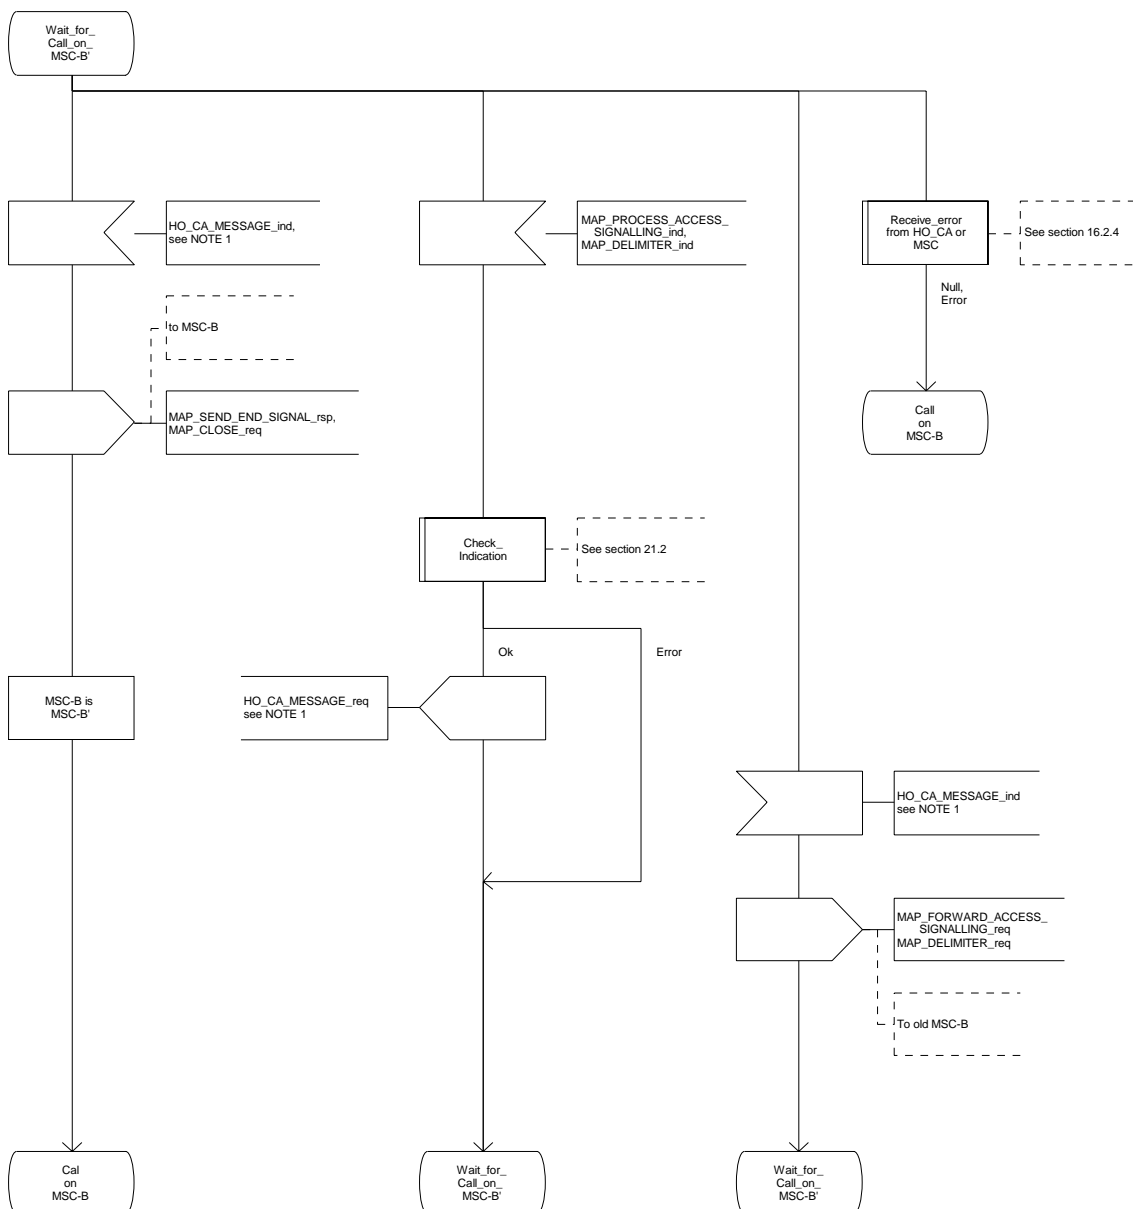 Wait_for_
Call_on_
MSC-B'
HO_CA_MESSAGE_ind,
see NOTE 1
MAP_PROCESS_ACCESS_
SIGNALLING_ind,
MAP_DELIMITER_ind
Receive_error
from HO_CA or
MSC
See section 16.2.4
Null,
Error
to MSC-B
MAP_SEND_END_SIGNAL_rsp,
MAP_CLOSE_req
Call
on
MSC-B
Check_
Indication
See section 21.2
Ok
Error
MSC-B is
MSC-B'
HO_CA_MESSAGE_req
see NOTE 1
HO_CA_MESSAGE_ind
see NOTE 1
MAP_FORWARD_ACCESS_
SIGNALLING_req
MAP_DELIMITER_req
To old MSC-B
Cal
on
MSC-B
Wait_for_
Call_on_
MSC-B'
Wait_for_
Call_on_
MSC-B'